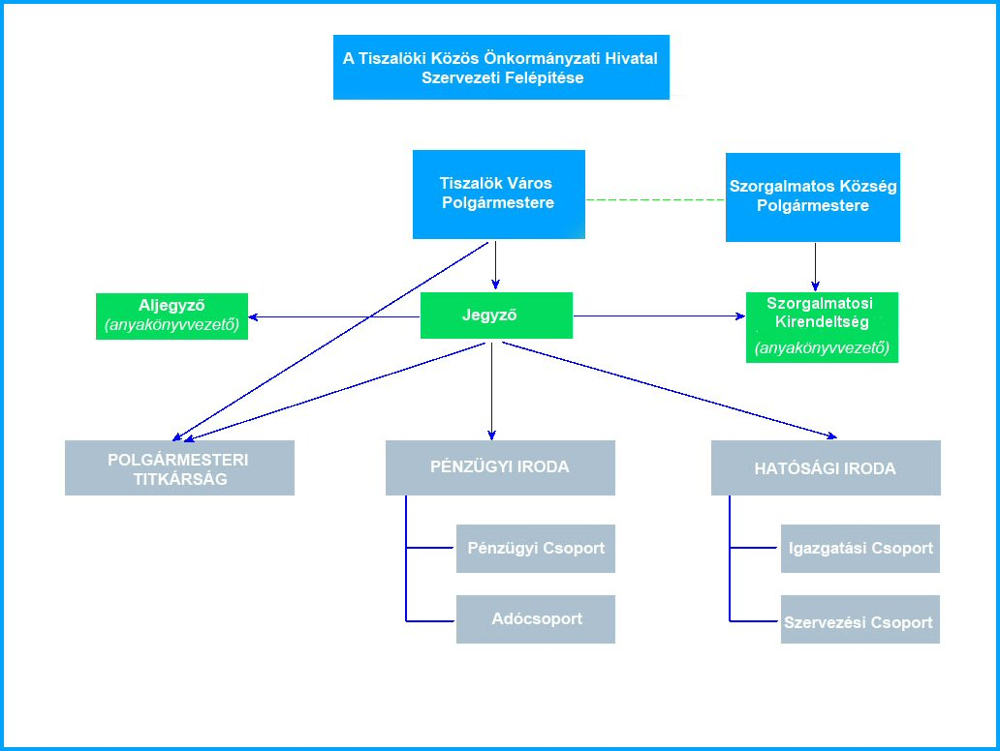 A Tiszalöki Közös Önkormányzati Hivatal
Szervezeti Felépítése
Tiszalök Város
Polgármestere
Szorgalmatos Község
Polgármestere
Aljegyző
(anyakönyvvezető)
Jegyző
Szorgalmatosi
Kirendeltség
(anyakönyvvezető)
POLGÁRMESTERI
TITKÁRSÁG
PÉNZÜGYI IRODA
HATÓSÁGI IRODA
Pénzügyi Csoport
Igazgatási Csoport
Adócsoport
Szervezési Csoport